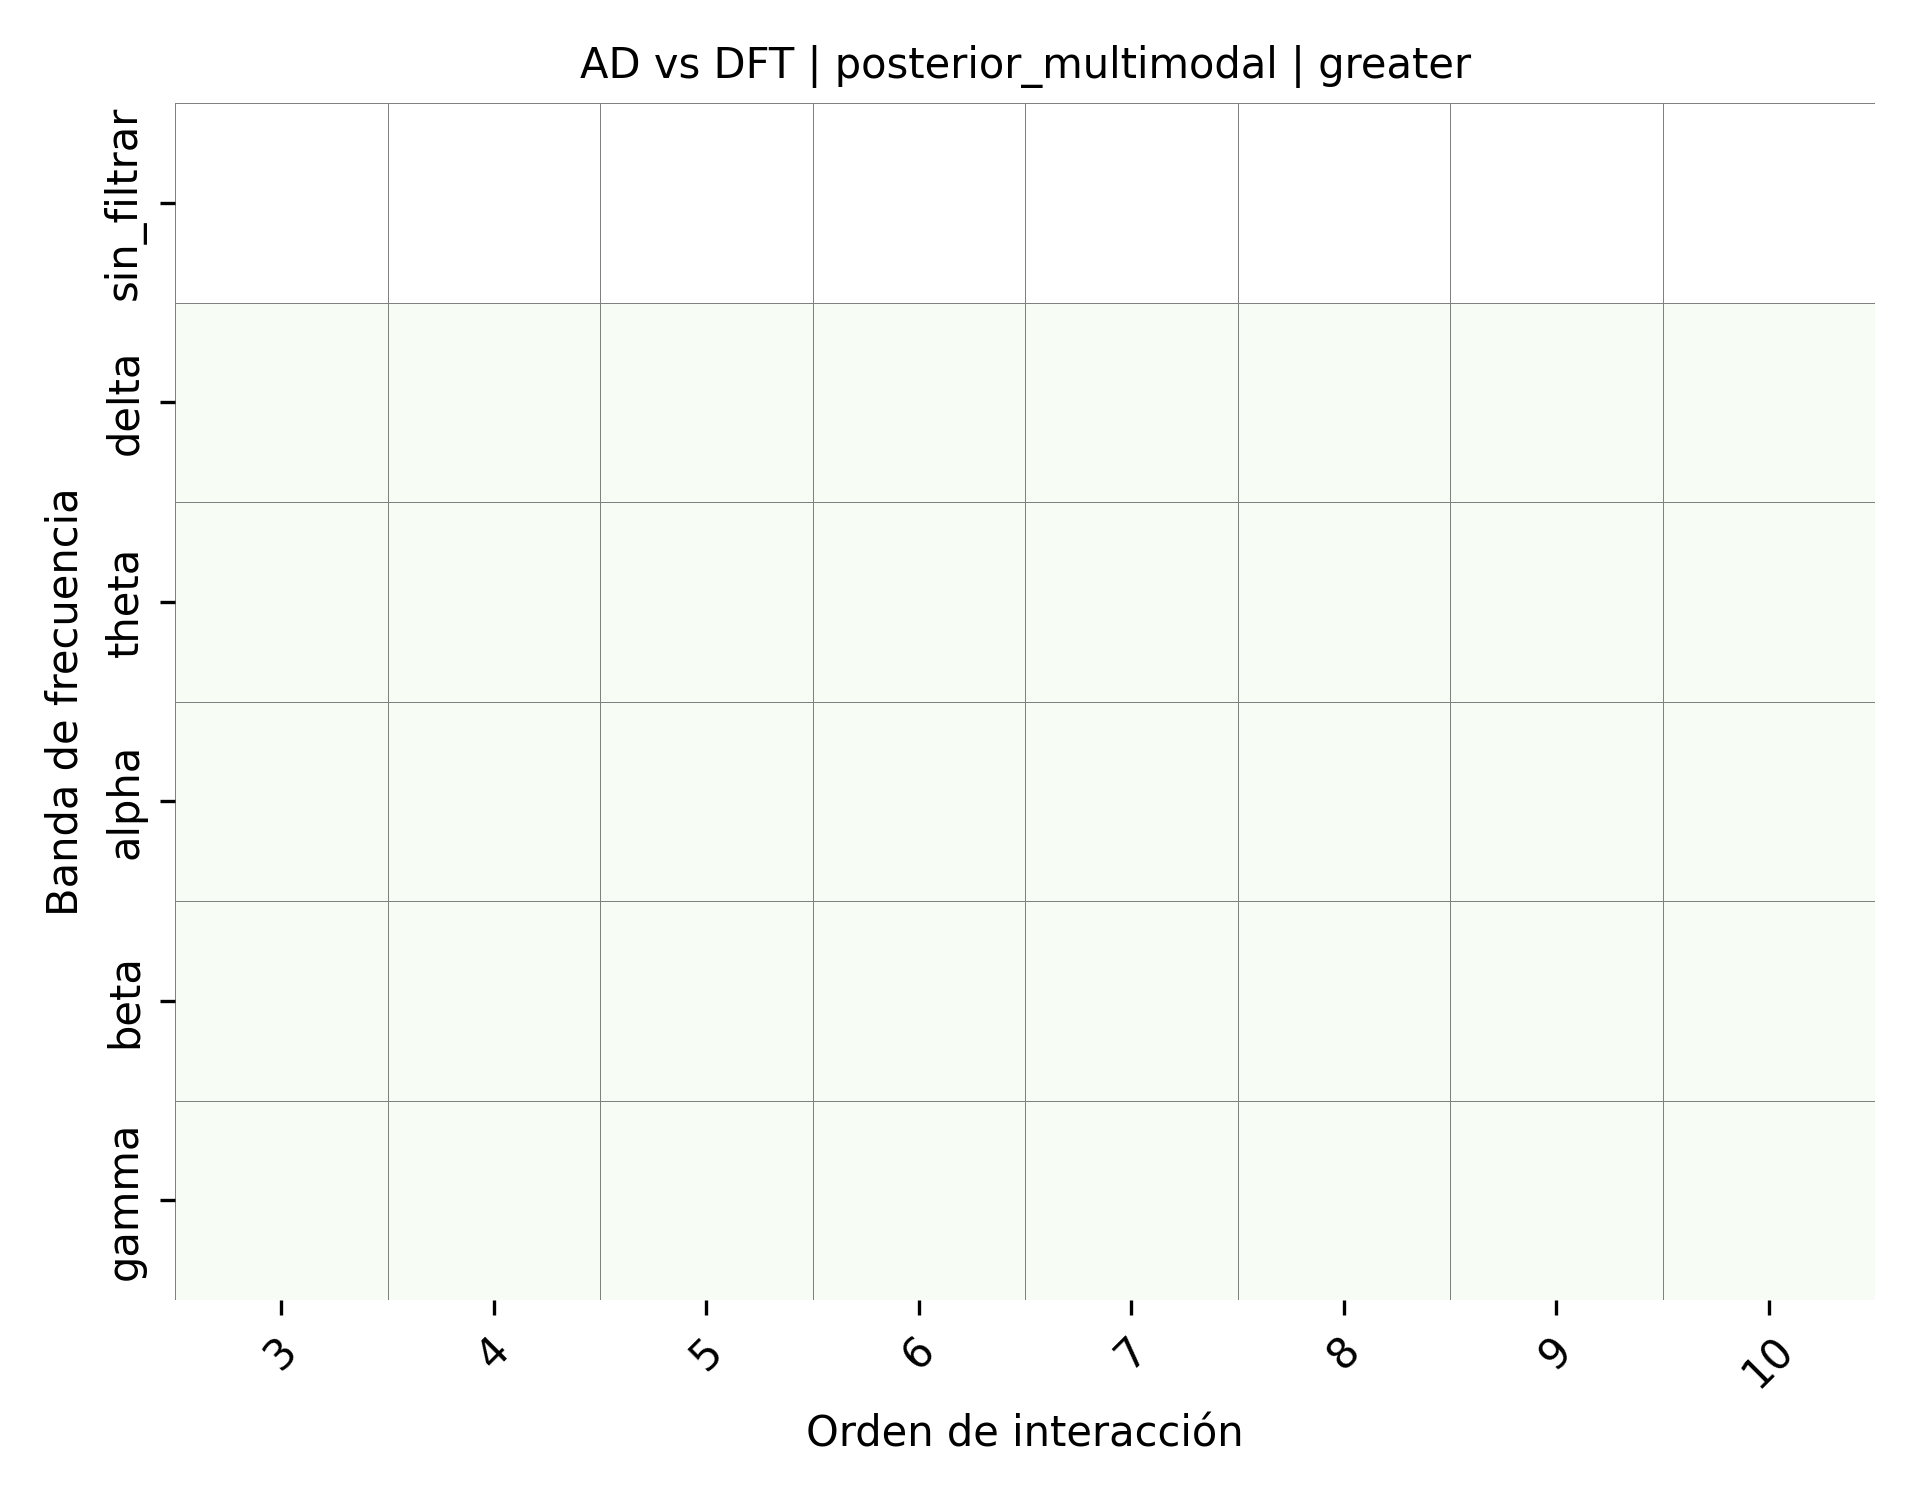 AD vs DFT | posterior_multimodal | greater
Banda de frecuencia
sin_filtrar
delta
theta
alpha
beta
gamma
3 4 5 6 7 8 9 10
Orden de interacción